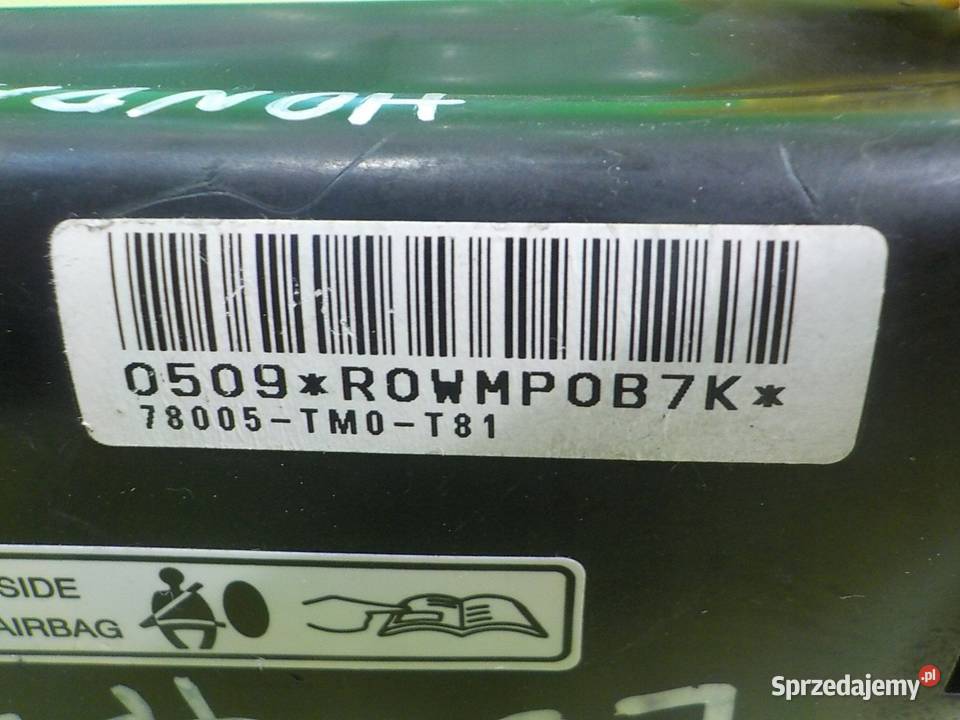 HONDA
0509*R0WMP0B7K*
78005-TM0-T81
SIDE
AIRBAG
Sprzedajemy.pl